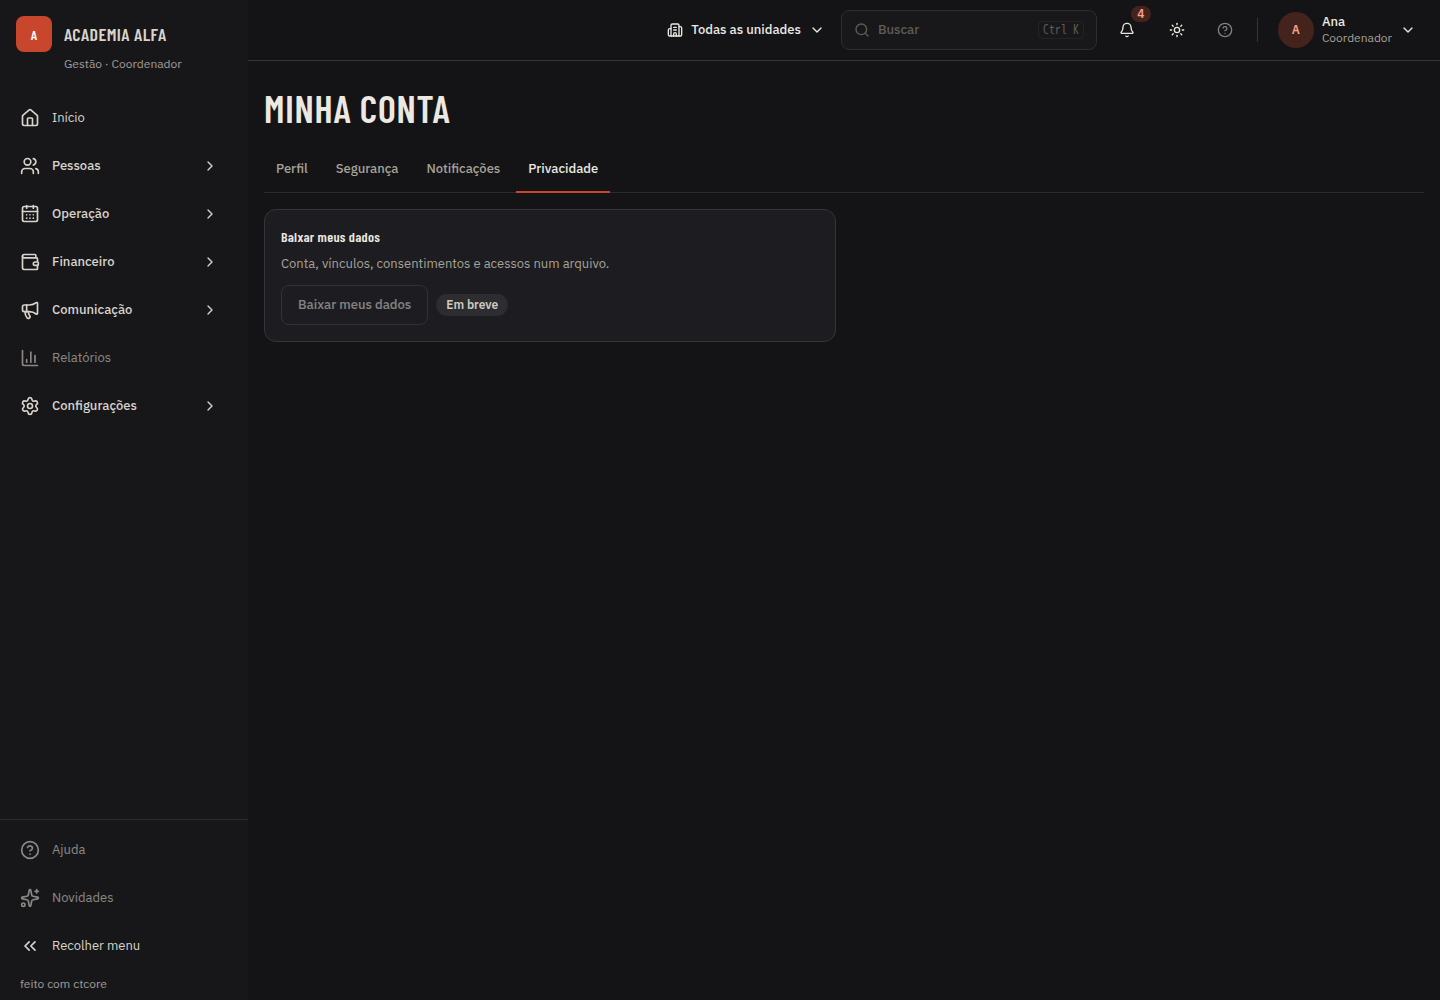 A
ACADEMIA ALFA
Gestão · Coordenador
Início
Pessoas
Operação
Financeiro
Comunicação
Relatórios
Configurações
Ajuda
Novidades
Recolher menu
feito com ctcore
Todas as unidades
Buscar
Ctrl K
4
A
Ana
Coordenador
MINHA CONTA
Perfil
Segurança
Notificações
Privacidade
Baixar meus dados
Conta, vínculos, consentimentos e acessos num arquivo.
Baixar meus dados
Em breve